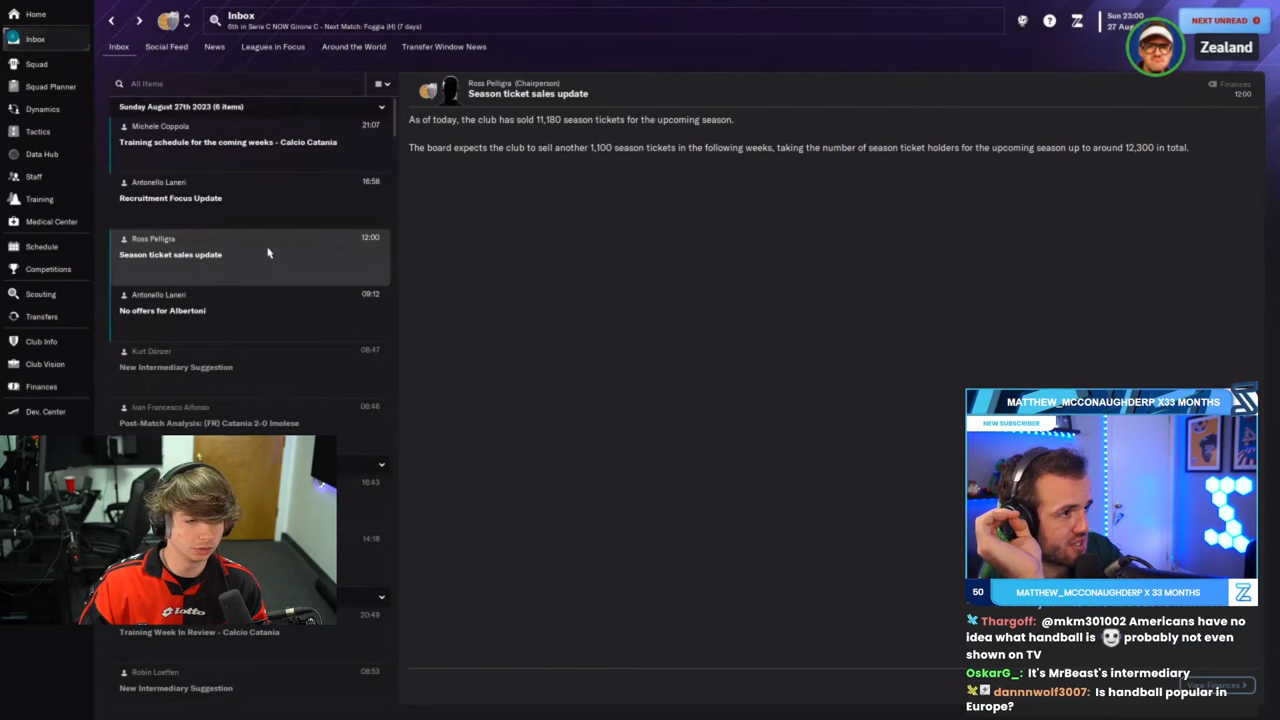 Home
Inbox
Squad
Squad Planner
Dynamics
Tactics
Data Hub
Staff
Training
Medical Center
Schedule
Competitions
Scouting
Transfers
Club Info
Club Vision
Finances
Dev. Center
Inbox
6th in Serie C NOW Girone C - Next Match: Foggia (H) (7 days)
Sun 23:00
NEXT UNREAD
Zealand
Inbox
Social Feed
News
Leagues in Focus
Around the World
Transfer Window News
All Items
Sunday August 27th 2023 (6 items)
Michele Coppola 21:07
Training schedule for the coming weeks - Calcio Catania
Antonello Laneri 16:58
Recruitment Focus Update
Ross Pelligra 12:00
Season ticket sales update
Antonello Laneri 09:12
No offers for Albertoni
Kurt Dänzer 08:47
New Intermediary Suggestion
Ivan Francesco Alfonso 08:46
Post-Match Analysis: (FR) Catania 2-0 Imolese
16:43
14:18
20:49
Training Week In Review - Calcio Catania
Robin Loeffen 08:53
New Intermediary Suggestion
Ross Pelligra (Chairperson)
Season ticket sales update
Finances
12:00
As of today, the club has sold 11,180 season tickets for the upcoming season.
The board expects the club to sell another 1,100 season tickets in the following weeks, taking the number of season ticket holders for the upcoming season up to around 12,300 in total.
View Finances
lotto
MATTHEW_MCCONAUGHDERP X33 MONTHS
NEW SUBSCRIBER
50 MATTHEW_MCCONAUGHDERP X 33 MONTHS
Thargoff: @mkm301002 Americans have no
idea what handball is probably not even
shown on TV
OskarG_: It's MrBeast's intermediary
dannnwolf3007: Is handball popular in
Europe?